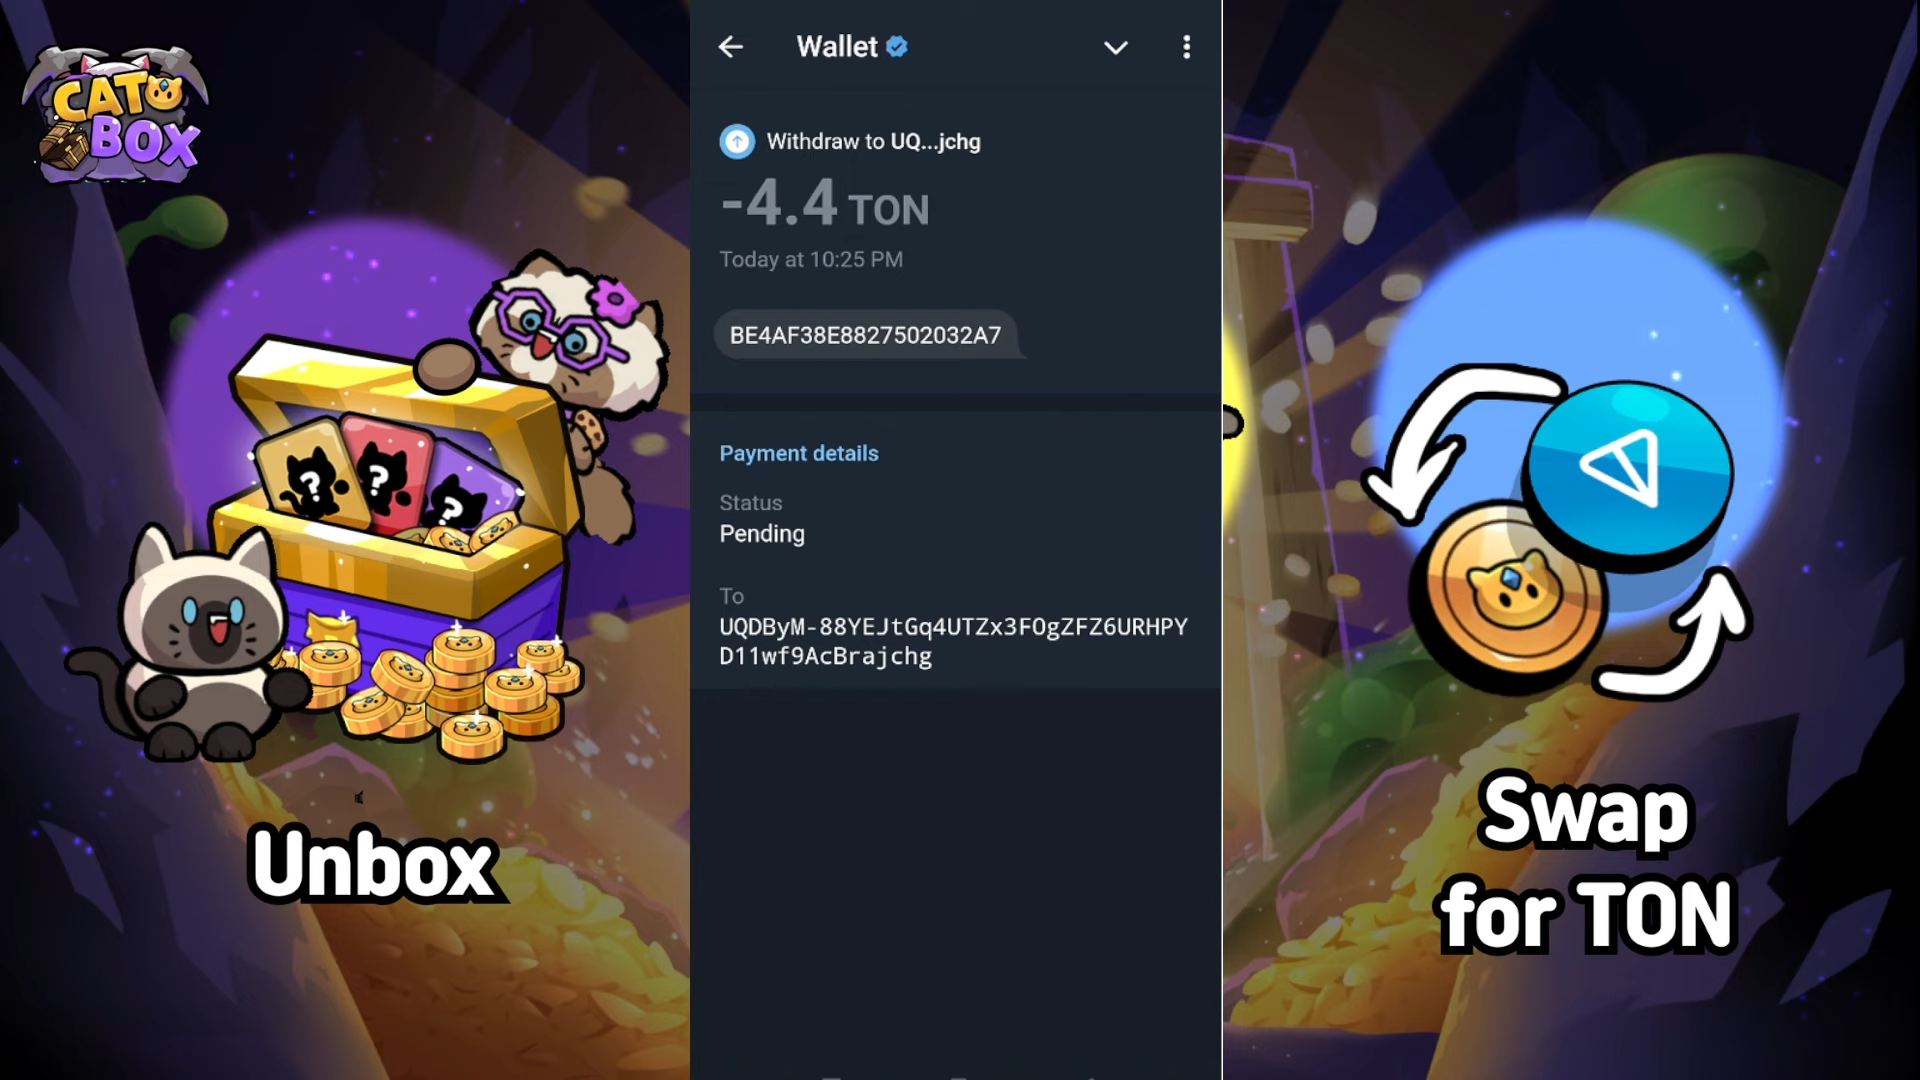 CAT
BOX
Unbox
Wallet
Withdraw to UQ...jchg
-4.4 TON
Today at 10:25 PM
BE4AF38E8827502032A7
Payment details
Status
Pending
To
UQDByM-88YEJtGq4UTZx3FOgZFZ6URHPY
D11wf9AcBrajchg
? ? ?
Swap
for TON